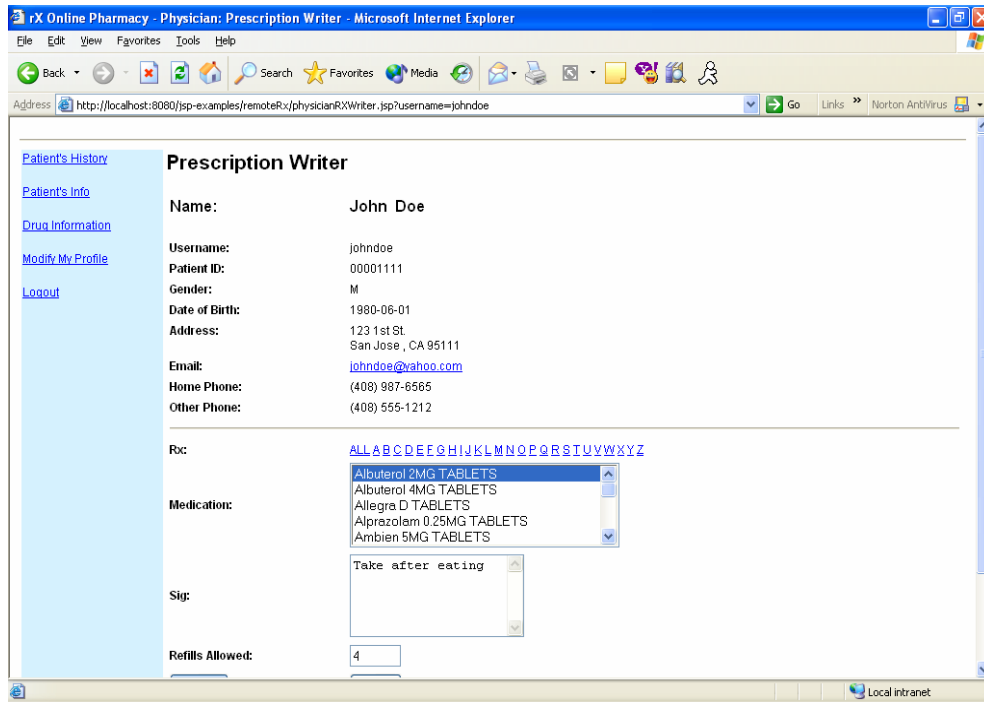 rX Online Pharmacy - Physician: Prescription Writer - Microsoft Internet Explorer
File Edit View Favorites Tools Help
Back Search Favorites Media
Address http://localhost:8080/jsp-examples/remoteRx/physicianRXWriter.jsp?username=johndoe Go Links » Norton AntiVirus
Patient's History
Patient's Info
Drug Information
Modify My Profile
Logout
Prescription Writer
Name: John Doe
Username: johndoe
Patient ID: 00001111
Gender: M
Date of Birth: 1980-06-01
Address: 123 1st St.
San Jose , CA 95111
Email: johndoe@yahoo.com
Home Phone: (408) 987-6565
Other Phone: (408) 555-1212
Rx: ALL A B C D E F G H I J K L M N O P Q R S T U V W X Y Z
Medication:
Albuterol 2MG TABLETS
Albuterol 4MG TABLETS
Allegra D TABLETS
Alprazolam 0.25MG TABLETS
Ambien 5MG TABLETS
Sig: Take after eating
Refills Allowed: 4
Local intranet